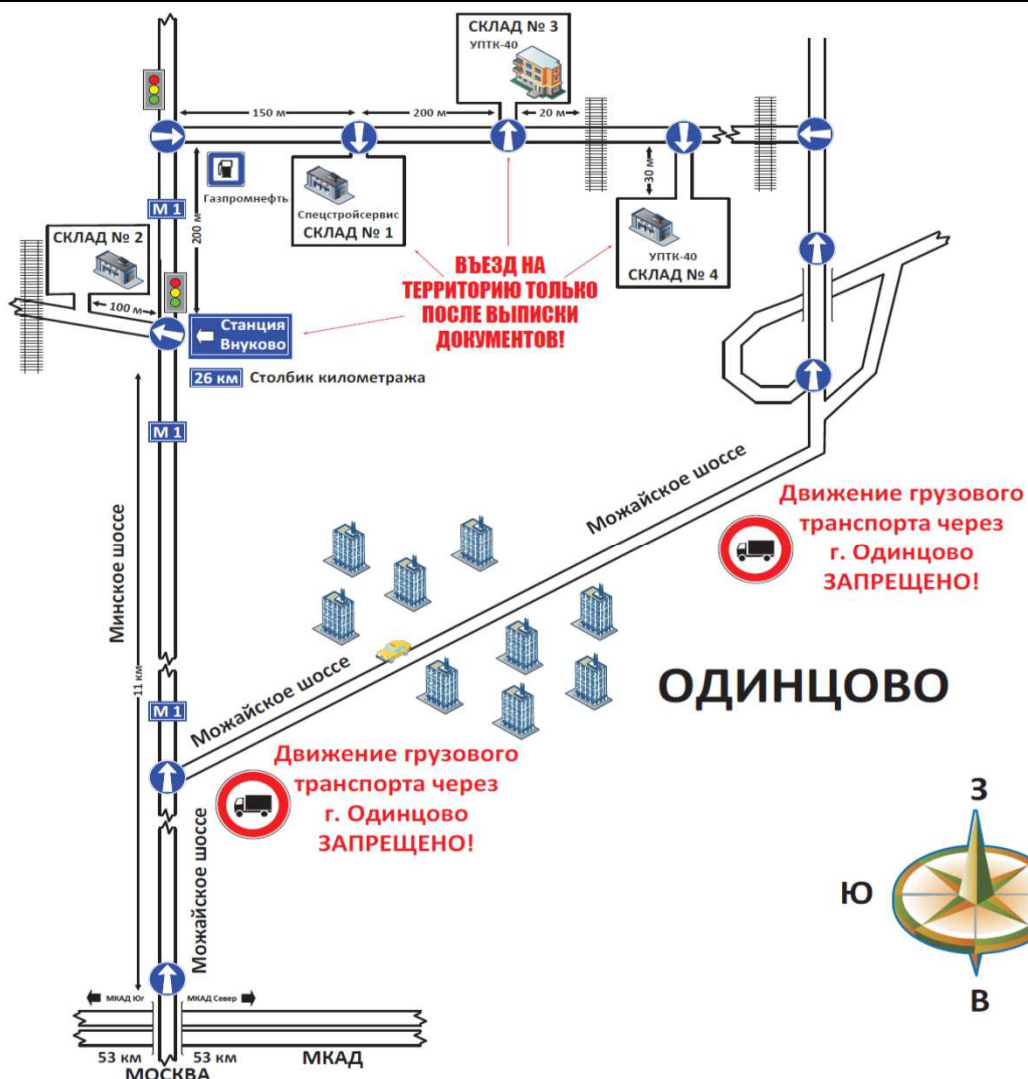 СКЛАД № 3
УПТК-40
150 м
200 м
20 м
30 м
Газпромнефть
М 1
200 м
Спецстройсервис
СКЛАД № 1
УПТК-40
СКЛАД № 4
СКЛАД № 2
100 м
ВЪЕЗД НА
ТЕРРИТОРИЮ ТОЛЬКО
ПОСЛЕ ВЫПИСКИ
ДОКУМЕНТОВ!
Станция
Внуково
26 км Столбик километража
М 1
Можайское шоссе
Движение грузового
транспорта через
г. Одинцово
ЗАПРЕЩЕНО!
Минское шоссе
11 км
ОДИНЦОВО
Можайское шоссе
М 1
Движение грузового
транспорта через
г. Одинцово
ЗАПРЕЩЕНО!
Можайское шоссе
З
Ю
В
МКАД Юг
МКАД Север
53 км
53 км
МКАД
МОСКВА